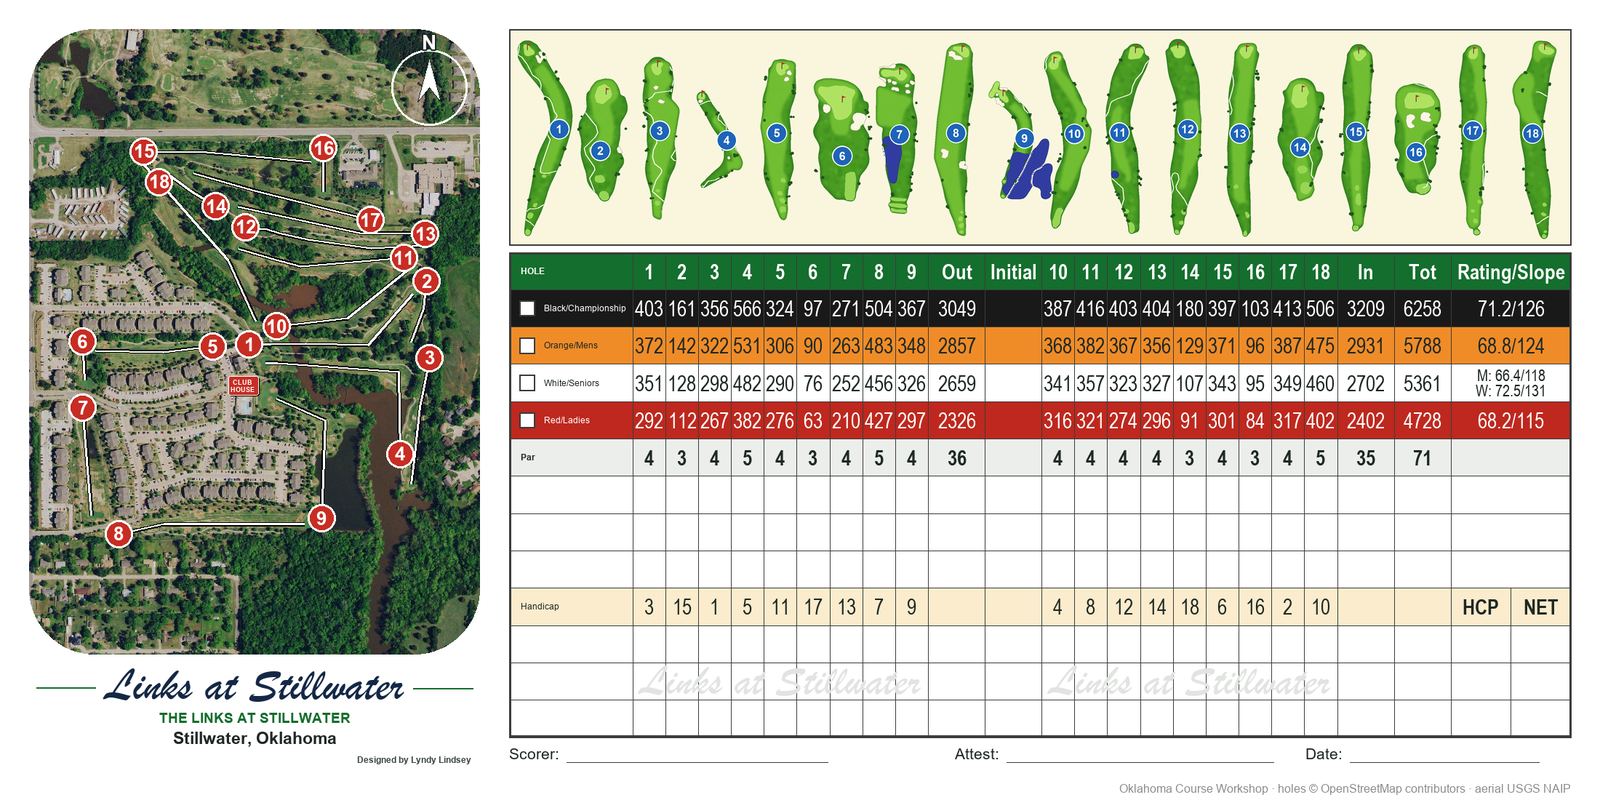 N
15
16
18
14
12
17
13
11
2
10
6
5
1
3
CLUB
HOUSE
7
4
9
8
Links at Stillwater
THE LINKS AT STILLWATER
Stillwater, Oklahoma
Designed by Lyndy Lindsey
1 2 3 4 5 6 7 8 9 10 11 12 13 14 15 16 17 18
HOLE 1 2 3 4 5 6 7 8 9 Out Initial 10 11 12 13 14 15 16 17 18 In Tot Rating/Slope
Black/Championship 403 161 356 566 324 97 271 504 367 3049 387 416 403 404 180 397 103 413 506 3209 6258 71.2/126
Orange/Mens 372 142 322 531 306 90 263 483 348 2857 368 382 367 356 129 371 96 387 475 2931 5788 68.8/124
White/Seniors 351 128 298 482 290 76 252 456 326 2659 341 357 323 327 107 343 95 349 460 2702 5361 M: 66.4/118
W: 72.5/131
Red/Ladies 292 112 267 382 276 63 210 427 297 2326 316 321 274 296 91 301 84 317 402 2402 4728 68.2/115
Par 4 3 4 5 4 3 4 5 4 36 4 4 4 4 3 4 3 4 5 35 71
Handicap 3 15 1 5 11 17 13 7 9 4 8 12 14 18 6 16 2 10 HCP NET
Links at Stillwater Links at Stillwater
Scorer: Attest: Date:
Oklahoma Course Workshop · holes © OpenStreetMap contributors · aerial USGS NAIP